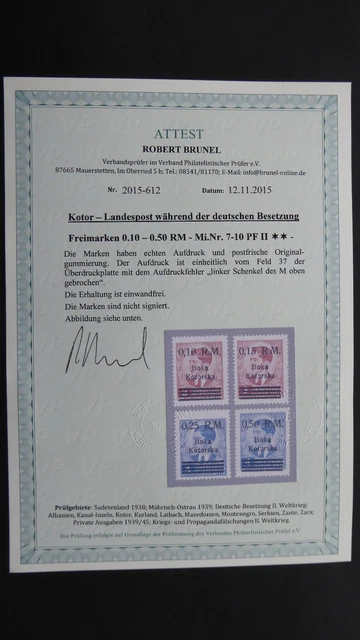 ATTEST
ROBERT BRUNEL
Verbandsprüfer im Verband Philatelistischer Prüfer e.V.
87665 Mauerstetten, Im Oberried 5 b; Tel.: 08341/81170; E-Mail: info@brunel-online.de
Nr. 2015-612 Datum: 12.11.2015
Kotor – Landespost während der deutschen Besetzung
Freimarken 0.10 – 0.50 RM - Mi.Nr. 7-10 PF II ✶✶ -
Die Marken haben echten Aufdruck und postfrische Original-
gummierung. Der Aufdruck ist einheitlich vom Feld 37 der
Überdruckplatte mit dem Aufdruckfehler „linker Schenkel des M oben
gebrochen“.
Die Erhaltung ist einwandfrei.
Die Marken sind nicht signiert.
Abbildung siehe unten.
0,10 R.M. 0,15 R.M.
Boka Boka
Kotorska Kotorska
0,25 R.M. 0,50 R.M.
Boka Boka
Kotorska Kotorska
Prüfgebiete: Sudetenland 1938; Mährisch-Ostrau 1939; Deutsche Besetzung II. Weltkrieg:
Albanien, Kanal-Inseln, Kotor, Kurland, Laibach, Mazedonien, Montenegro, Serbien, Zante, Zara;
Private Ausgaben 1939/45; Kriegs- und Propagandafälschungen II. Weltkrieg.
Die Prüfung erfolgte auf Grundlage der Prüfordnung des Verbandes Philatelistischer Prüfer e.V.